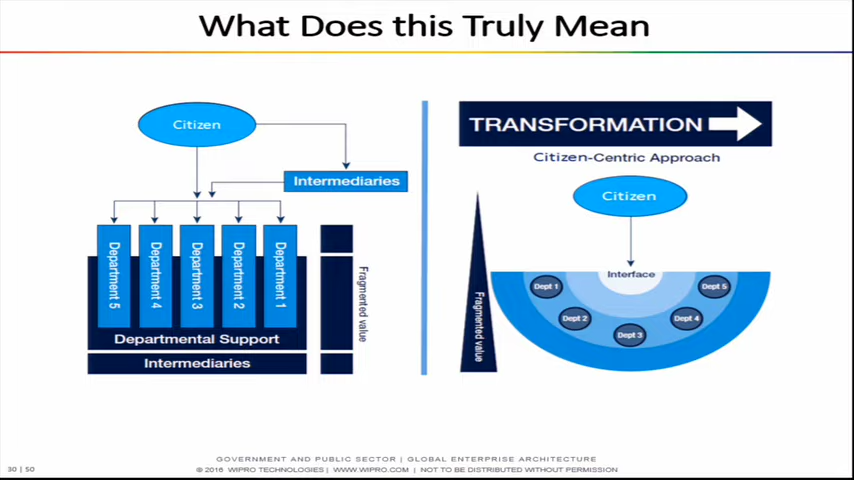 What Does this Truly Mean
Citizen
Intermediaries
Department 5
Department 4
Department 3
Department 2
Department 1
Departmental Support
Intermediaries
Fragmented value
TRANSFORMATION
Citizen-Centric Approach
Citizen
Interface
Dept 1
Dept 2
Dept 3
Dept 4
Dept 5
Fragmented value
GOVERNMENT AND PUBLIC SECTOR | GLOBAL ENTERPRISE ARCHITECTURE
30 | 50
© 2016 WIPRO TECHNOLOGIES | WWW.WIPRO.COM | NOT TO BE DISTRIBUTED WITHOUT PERMISSION